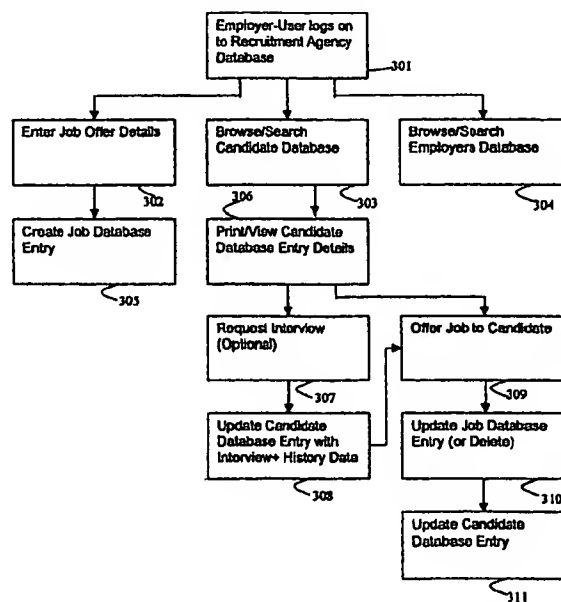 Employer-User logs on
to Recruitment Agency
Database
301
Enter Job Offer Details
302
Browse/Search
Candidate Database
303
Browse/Search
Employers Database
304
Create Job Database
Entry
305
306
Print/View Candidate
Database Entry Details
Request Interview
(Optional)
307
Offer Job to Candidate
309
Update Candidate
Database Entry with
Interview+ History Data
308
Update Job Database
Entry (or Delete)
310
Update Candidate
Database Entry
311